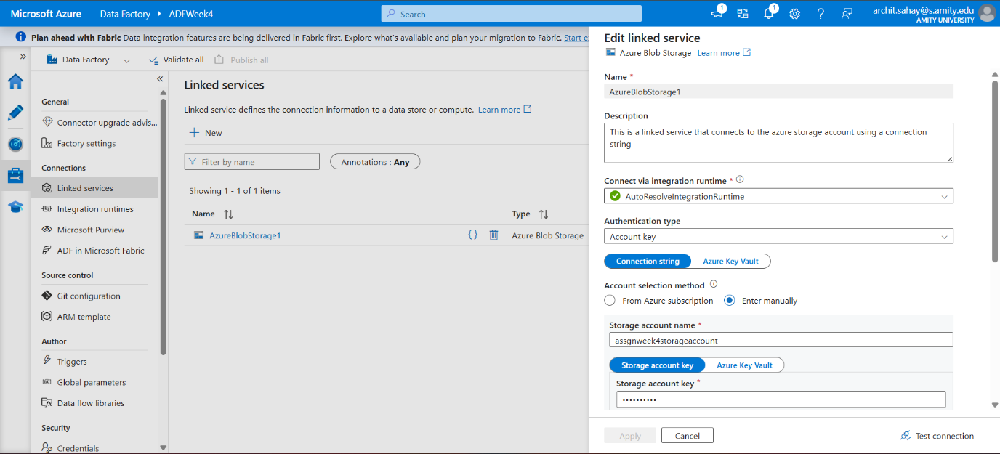 Microsoft Azure
Data Factory
ADFWeek4
Search
1
1
archit.sahay@s.amity.edu
AMITY UNIVERSITY
Plan ahead with Fabric Data integration features are being delivered in Fabric first. Explore what's available and plan your migration to Fabric. Start e
Data Factory
Validate all
Publish all
General
Connector upgrade advis...
Factory settings
Connections
Linked services
Integration runtimes
Microsoft Purview
ADF in Microsoft Fabric
Source control
Git configuration
ARM template
Author
Triggers
Global parameters
Data flow libraries
Security
Credentials
Linked services
Linked service defines the connection information to a data store or compute. Learn more
New
Filter by name
Annotations : Any
Showing 1 - 1 of 1 items
Name
Type
AzureBlobStorage1
{}
Azure Blob Storage
Edit linked service
Azure Blob Storage Learn more
Name *
AzureBlobStorage1
Description
This is a linked service that connects to the azure storage account using a connection
string
Connect via integration runtime *
AutoResolveIntegrationRuntime
Authentication type
Account key
Connection string
Azure Key Vault
Account selection method
From Azure subscription
Enter manually
Storage account name *
assgnweek4storageaccount
Storage account key
Azure Key Vault
Storage account key *
••••••••••
Apply
Cancel
Test connection